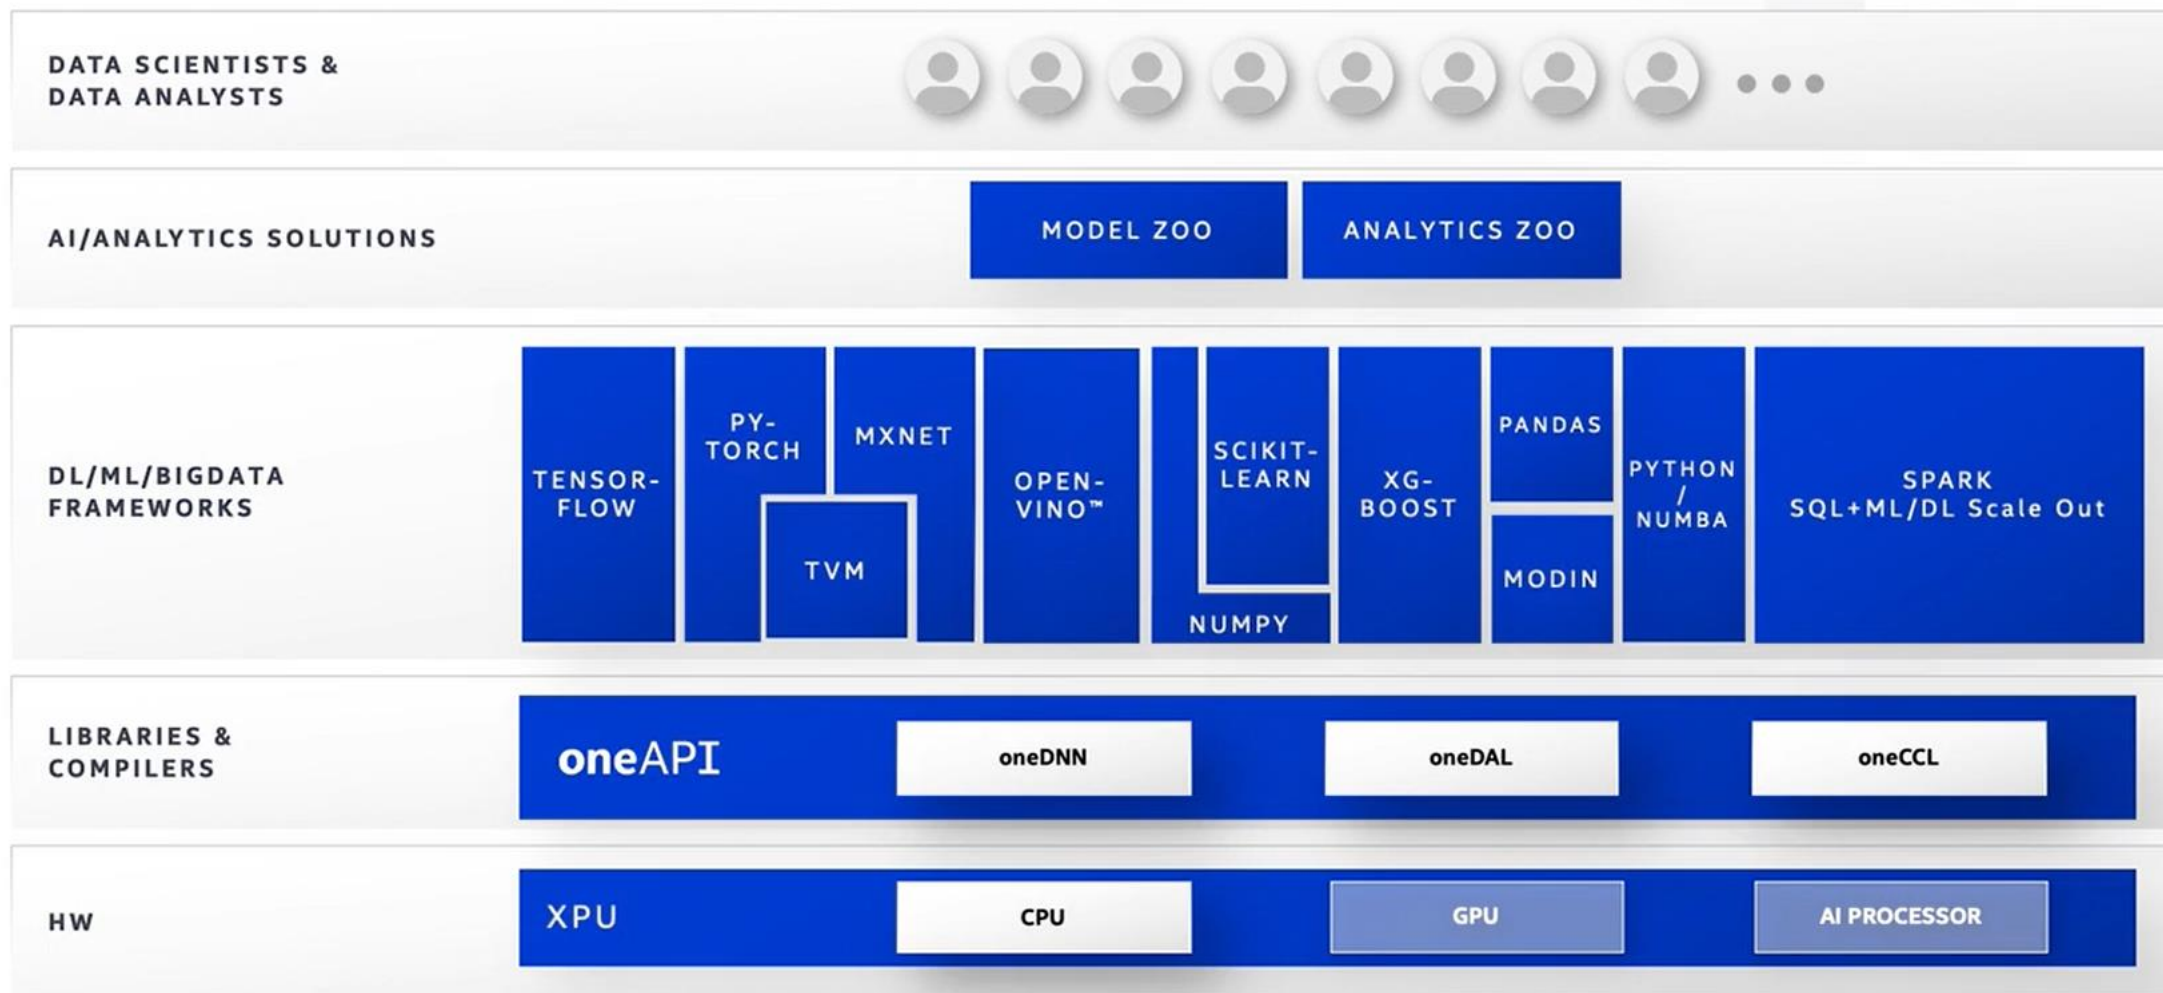 DATA SCIENTISTS &
DATA ANALYSTS
AI/ANALYTICS SOLUTIONS
MODEL ZOO
ANALYTICS ZOO
DL/ML/BIGDATA
FRAMEWORKS
TENSOR-
FLOW
PY-
TORCH
MXNET
TVM
OPEN-
VINO™
SCIKIT-
LEARN
NUMPY
XG-
BOOST
PANDAS
MODIN
PYTHON
/
NUMBA
SPARK
SQL+ML/DL Scale Out
LIBRARIES &
COMPILERS
oneAPI
oneDNN
oneDAL
oneCCL
HW
XPU
CPU
GPU
AI PROCESSOR